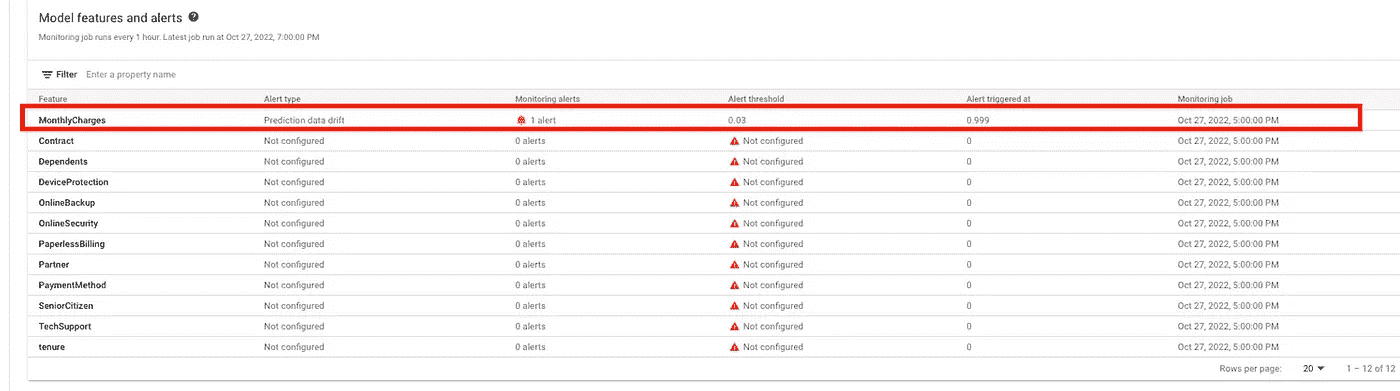 Model features and alerts
Monitoring job runs every 1 hour. Latest job run at Oct 27, 2022, 7:00:00 PM
Filter Enter a property name
Feature Alert type Monitoring alerts Alert threshold Alert triggered at Monitoring job
MonthlyCharges Prediction data drift 1 alert 0.03 0.999 Oct 27, 2022, 5:00:00 PM
Contract Not configured 0 alerts Not configured 0 Oct 27, 2022, 5:00:00 PM
Dependents Not configured 0 alerts Not configured 0 Oct 27, 2022, 5:00:00 PM
DeviceProtection Not configured 0 alerts Not configured 0 Oct 27, 2022, 5:00:00 PM
OnlineBackup Not configured 0 alerts Not configured 0 Oct 27, 2022, 5:00:00 PM
OnlineSecurity Not configured 0 alerts Not configured 0 Oct 27, 2022, 5:00:00 PM
PaperlessBilling Not configured 0 alerts Not configured 0 Oct 27, 2022, 5:00:00 PM
Partner Not configured 0 alerts Not configured 0 Oct 27, 2022, 5:00:00 PM
PaymentMethod Not configured 0 alerts Not configured 0 Oct 27, 2022, 5:00:00 PM
SeniorCitizen Not configured 0 alerts Not configured 0 Oct 27, 2022, 5:00:00 PM
TechSupport Not configured 0 alerts Not configured 0 Oct 27, 2022, 5:00:00 PM
tenure Not configured 0 alerts Not configured 0 Oct 27, 2022, 5:00:00 PM
Rows per page: 20 1 – 12 of 12